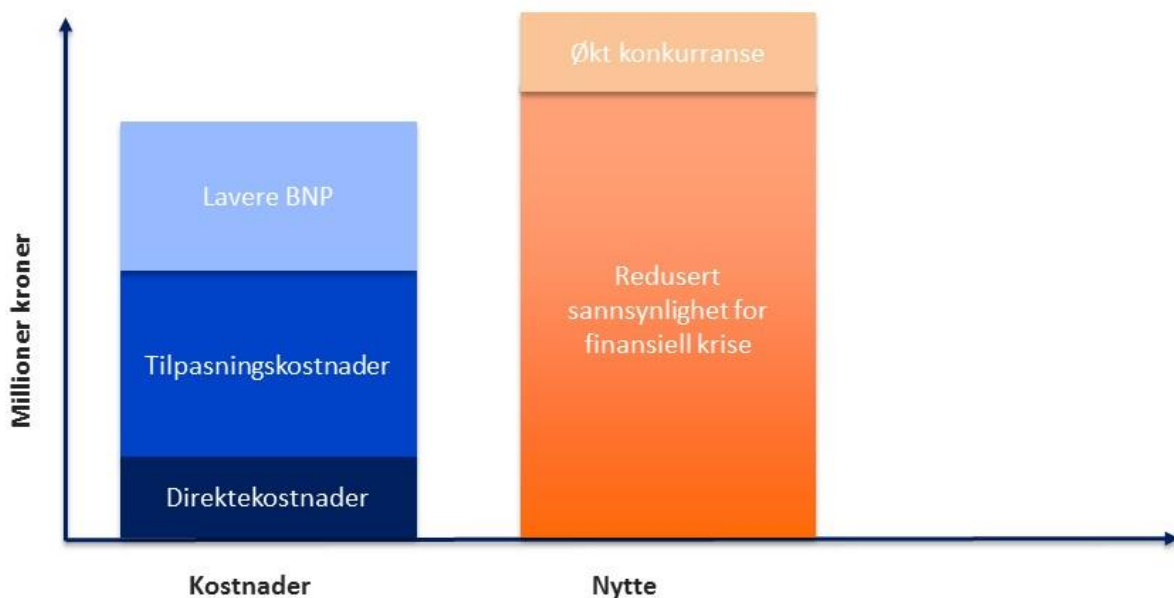 Økt konkurranse
Lavere BNP
Redusert
sannsynlighet for
finansiell krise
Tilpasningskostnader
Direktekostnader
Millioner kroner
Kostnader
Nytte